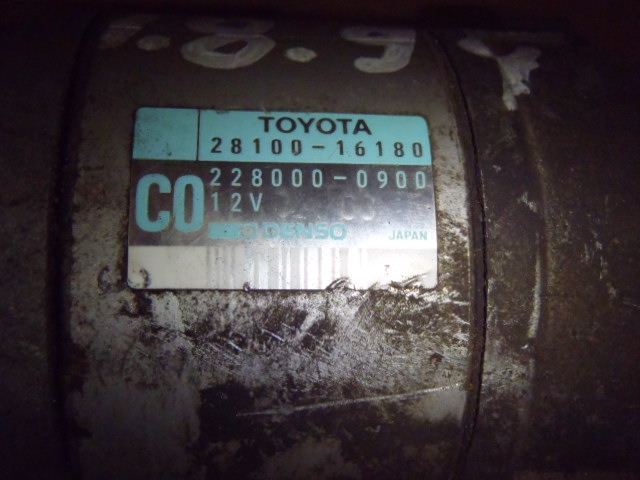 TOYOTA
28100-16180
CO
228000-0900
12V
DENSO
JAPAN